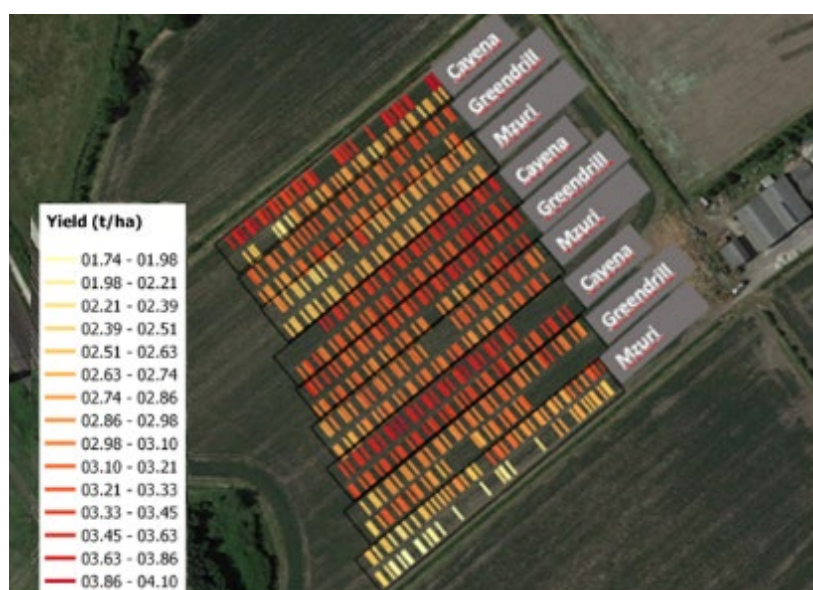 Cavena
Greendrill
Mzuri
Cavena
Greendrill
Mzuri
Cavena
Greendrill
Mzuri
Yield (t/ha)
01.74 - 01.98
01.98 - 02.21
02.21 - 02.39
02.39 - 02.51
02.51 - 02.63
02.63 - 02.74
02.74 - 02.86
02.86 - 02.98
02.98 - 03.10
03.10 - 03.21
03.21 - 03.33
03.33 - 03.45
03.45 - 03.63
03.63 - 03.86
03.86 - 04.10